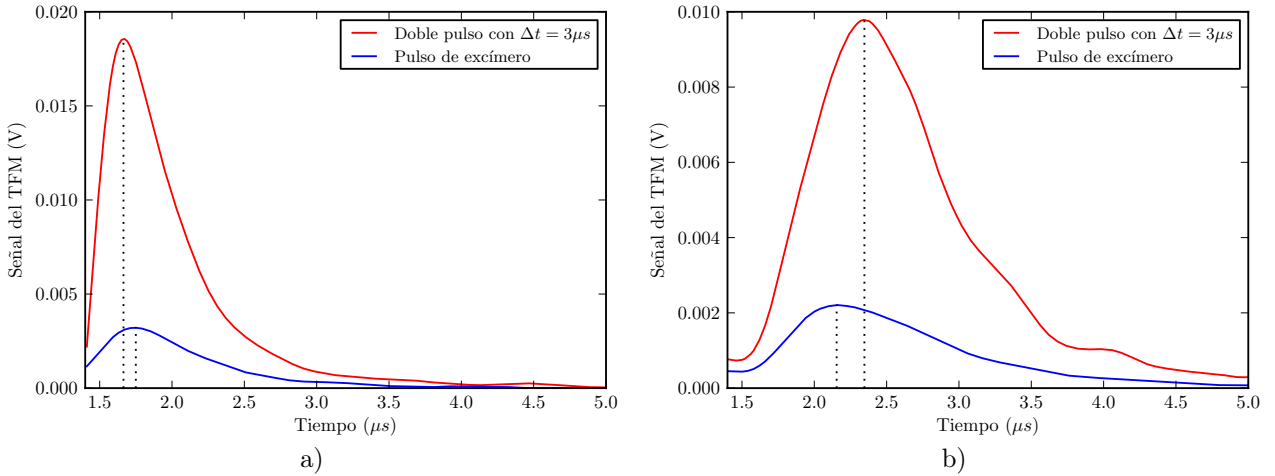 0.020
0.015
0.010
0.005
0.000
Señal del TFM (V)
Doble pulso con Δt = 3μs
Pulso de excímero
1.5 2.0 2.5 3.0 3.5 4.0 4.5 5.0
Tiempo (μs)
a)
0.010
0.008
0.006
0.004
0.002
0.000
Señal del TFM (V)
Doble pulso con Δt = 3μs
Pulso de excímero
1.5 2.0 2.5 3.0 3.5 4.0 4.5 5.0
Tiempo (μs)
b)